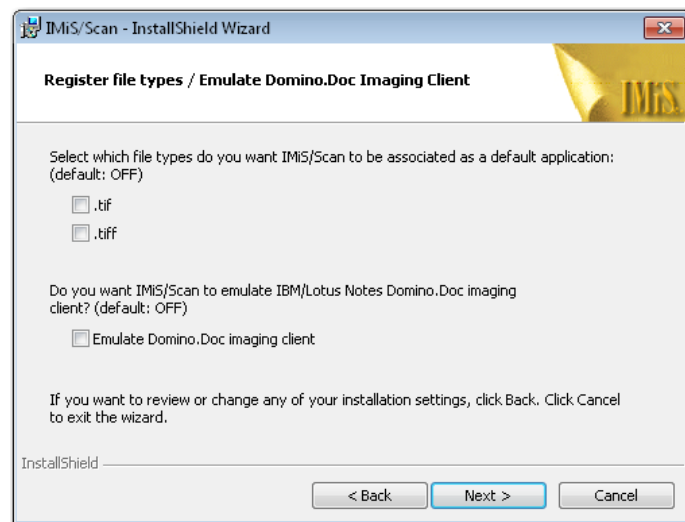 IMiS/Scan - InstallShield Wizard
Register file types / Emulate Domino.Doc Imaging Client
IMiS
Select which file types do you want IMiS/Scan to be associated as a default application:
(default: OFF)
.tif
.tiff
Do you want IMiS/Scan to emulate IBM/Lotus Notes Domino.Doc imaging
client? (default: OFF)
Emulate Domino.Doc imaging client
If you want to review or change any of your installation settings, click Back. Click Cancel
to exit the wizard.
InstallShield
< Back
Next >
Cancel